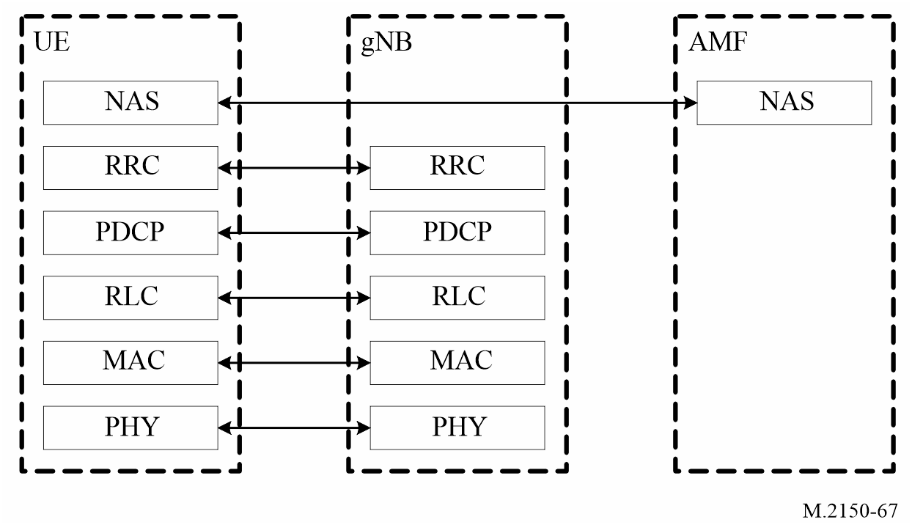 UE gNB AMF
NAS NAS
RRC RRC
PDCP PDCP
RLC RLC
MAC MAC
PHY PHY
M.2150-67